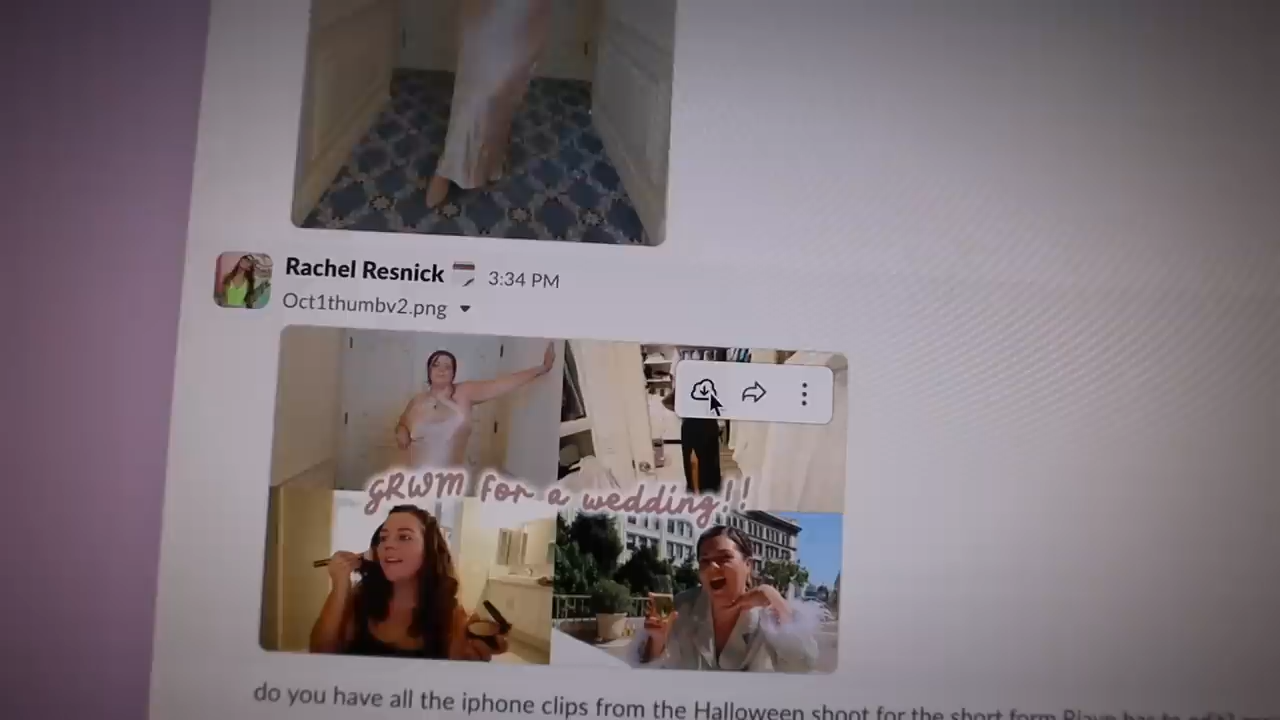 Rachel Resnick 3:34 PM
Oct1thumbv2.png
GRWM for a wedding!!
do you have all the iphone clips from the Halloween shoot for the short form